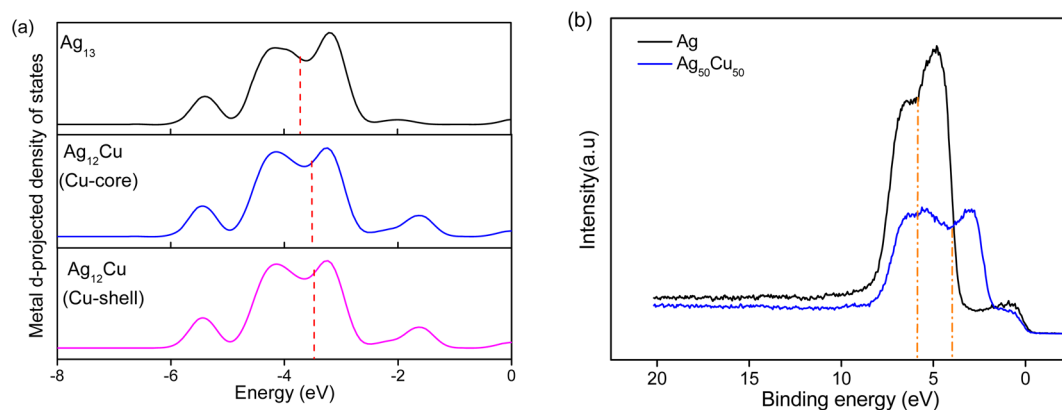 (a)
Metal d-projected density of states
Ag₁₃
Ag₁₂Cu
(Cu-core)
Ag₁₂Cu
(Cu-shell)
-8 -6 -4 -2 0
Energy (eV)
(b)
Intensity(a.u)
Ag
Ag₅₀Cu₅₀
20 15 10 5 0
Binding energy (eV)